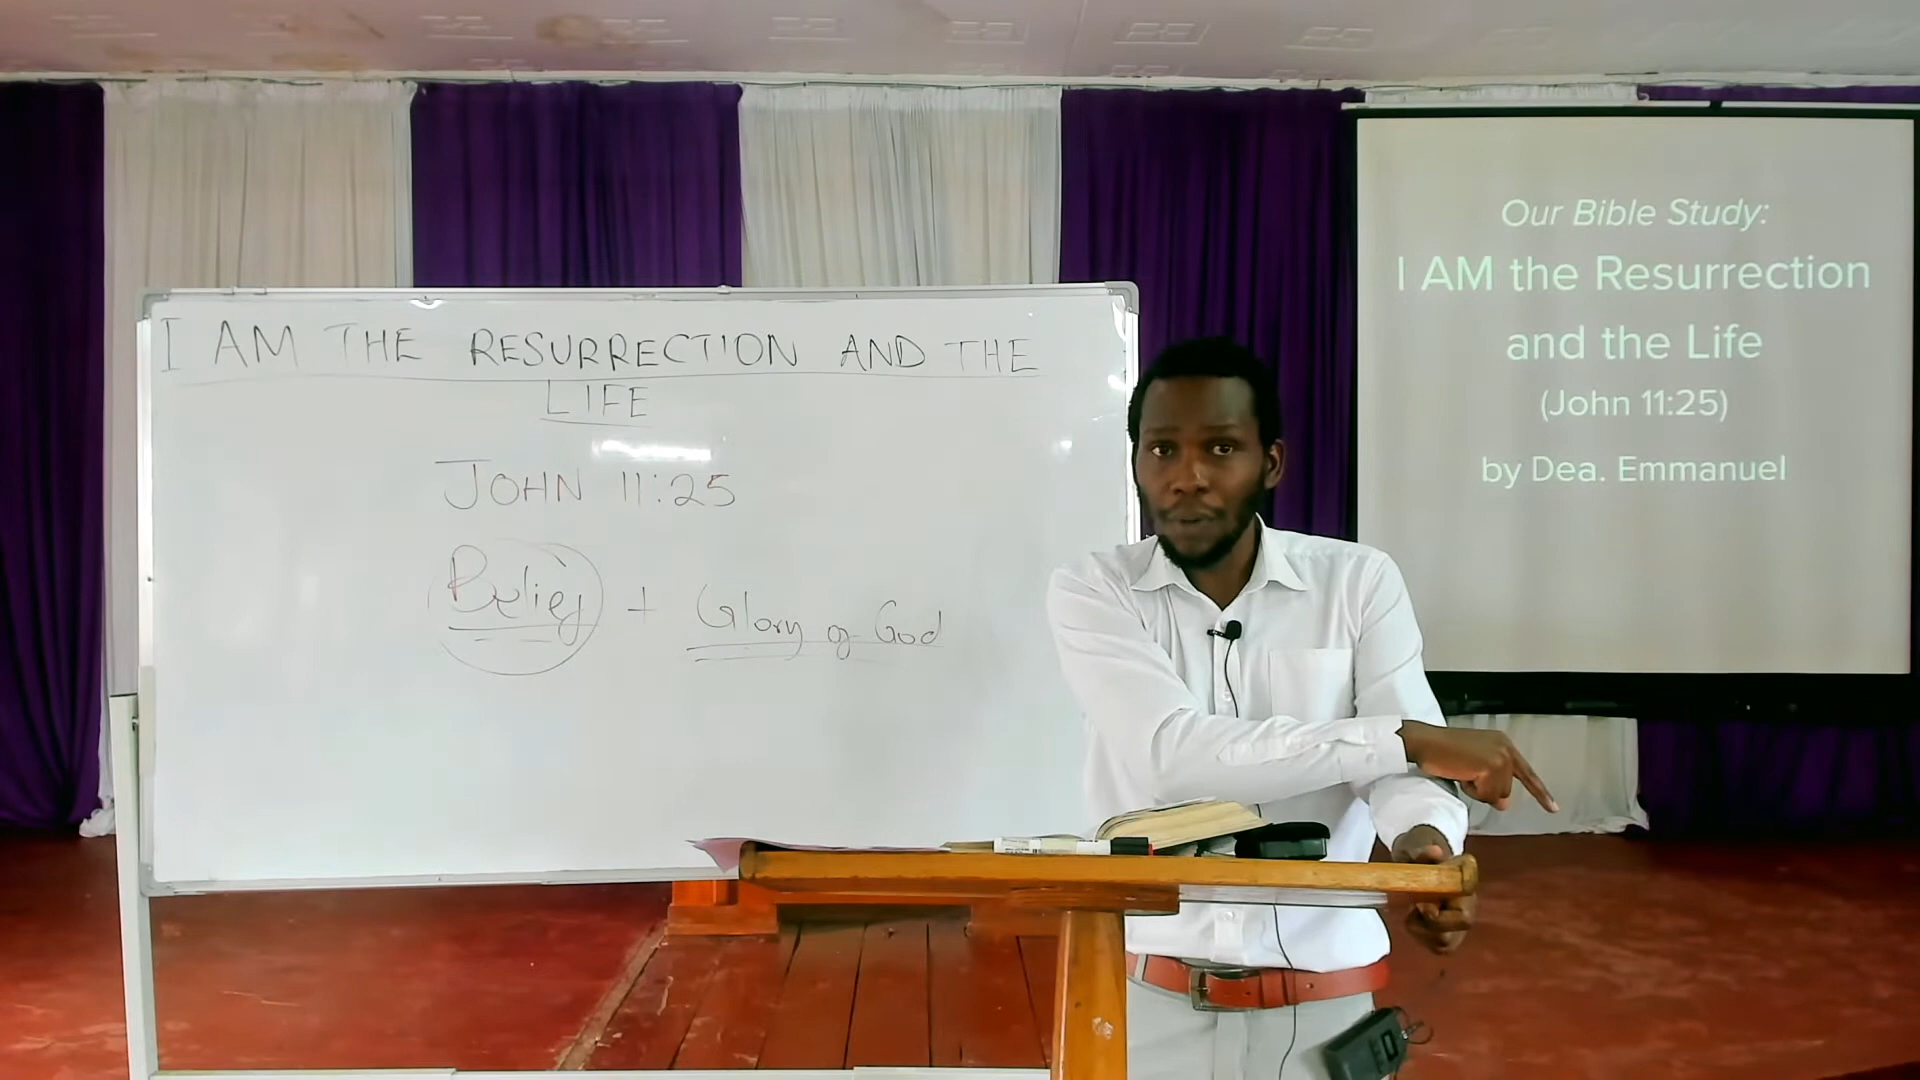 I AM THE RESURRECTION AND THE
LIFE
JOHN 11:25
Belief + Glory of God
Our Bible Study:
I AM the Resurrection
and the Life
(John 11:25)
by Dea. Emmanuel